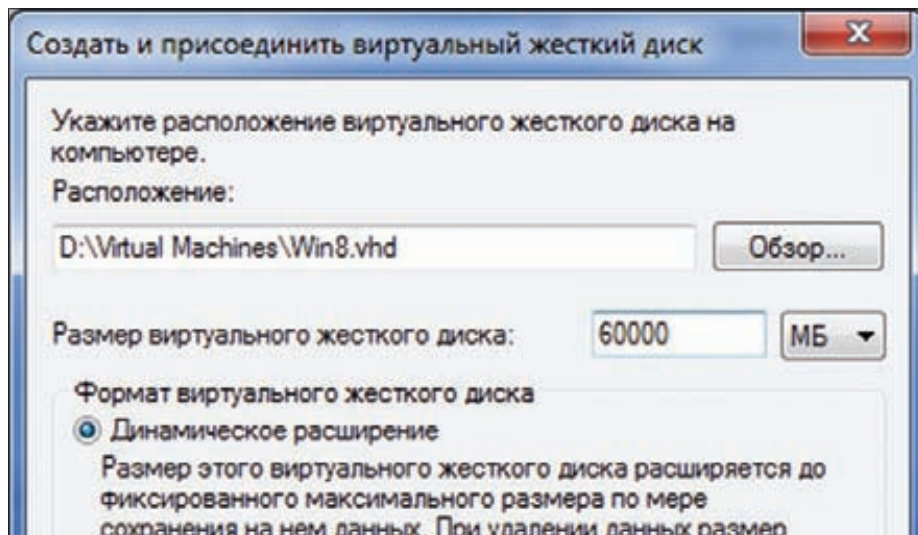 Создать и присоединить виртуальный жесткий диск
Укажите расположение виртуального жесткого диска на
компьютере.
Расположение:
D:\Virtual Machines\Win8.vhd
Обзор...
Размер виртуального жесткого диска:
60000
МБ
Формат виртуального жесткого диска
Динамическое расширение
Размер этого виртуального жесткого диска расширяется до
фиксированного максимального размера по мере
сохранения на нем данных. При удалении данных размер